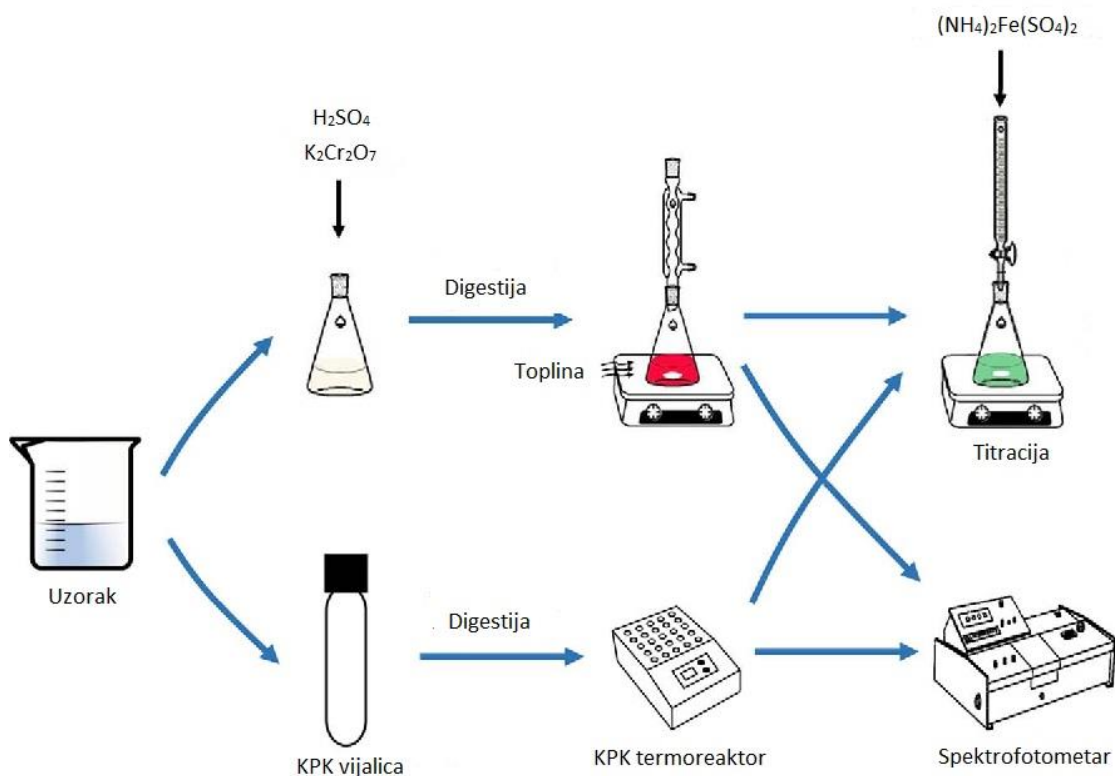 (NH₄)₂Fe(SO₄)₂
H₂SO₄
K₂Cr₂O₇
Digestija
Toplina
Titracija
Uzorak
Digestija
KPK vijalica
KPK termoreaktor
Spektrofotometar